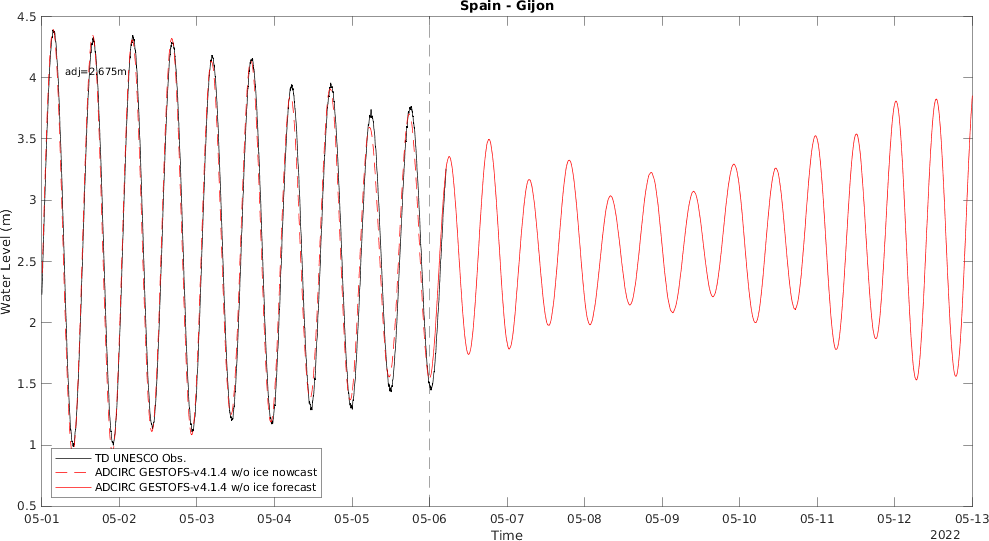 Spain - Gijon
4.5
4
3.5
3
2.5
2
1.5
1
0.5
Water Level (m)
adj=2.675m
TD UNESCO Obs.
ADCIRC GESTOFS-v4.1.4 w/o ice nowcast
ADCIRC GESTOFS-v4.1.4 w/o ice forecast
05-01 05-02 05-03 05-04 05-05 05-06 05-07 05-08 05-09 05-10 05-11 05-12 05-13
Time
2022